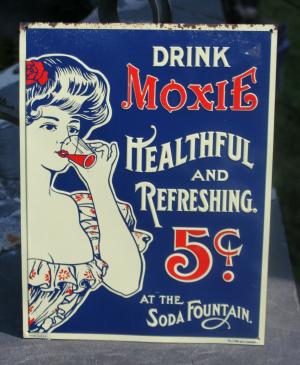 DRINK
MOXIE
HEALTHFUL
AND
REFRESHING.
5¢.
AT THE
SODA FOUNTAIN.